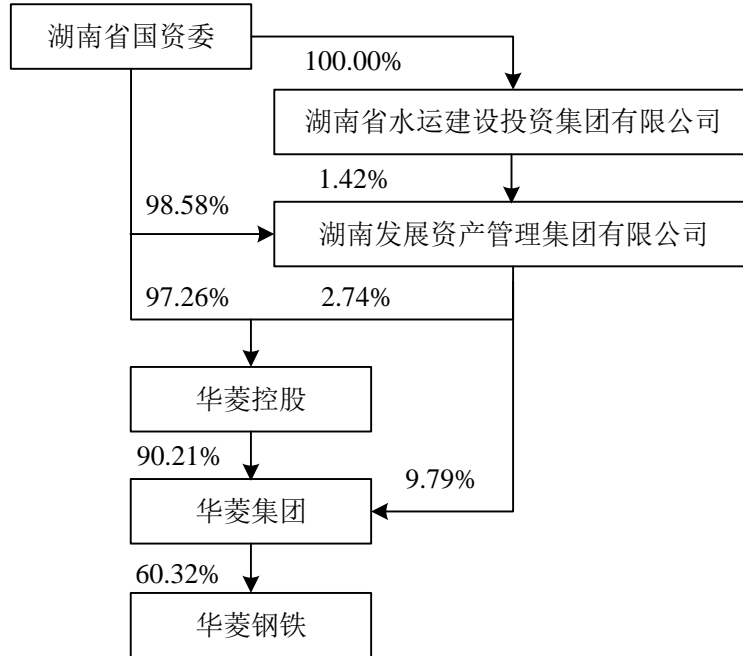 湖南省国资委
100.00%
湖南省水运建设投资集团有限公司
1.42%
98.58%
湖南发展资产管理集团有限公司
97.26%
2.74%
华菱控股
90.21%
9.79%
华菱集团
60.32%
华菱钢铁